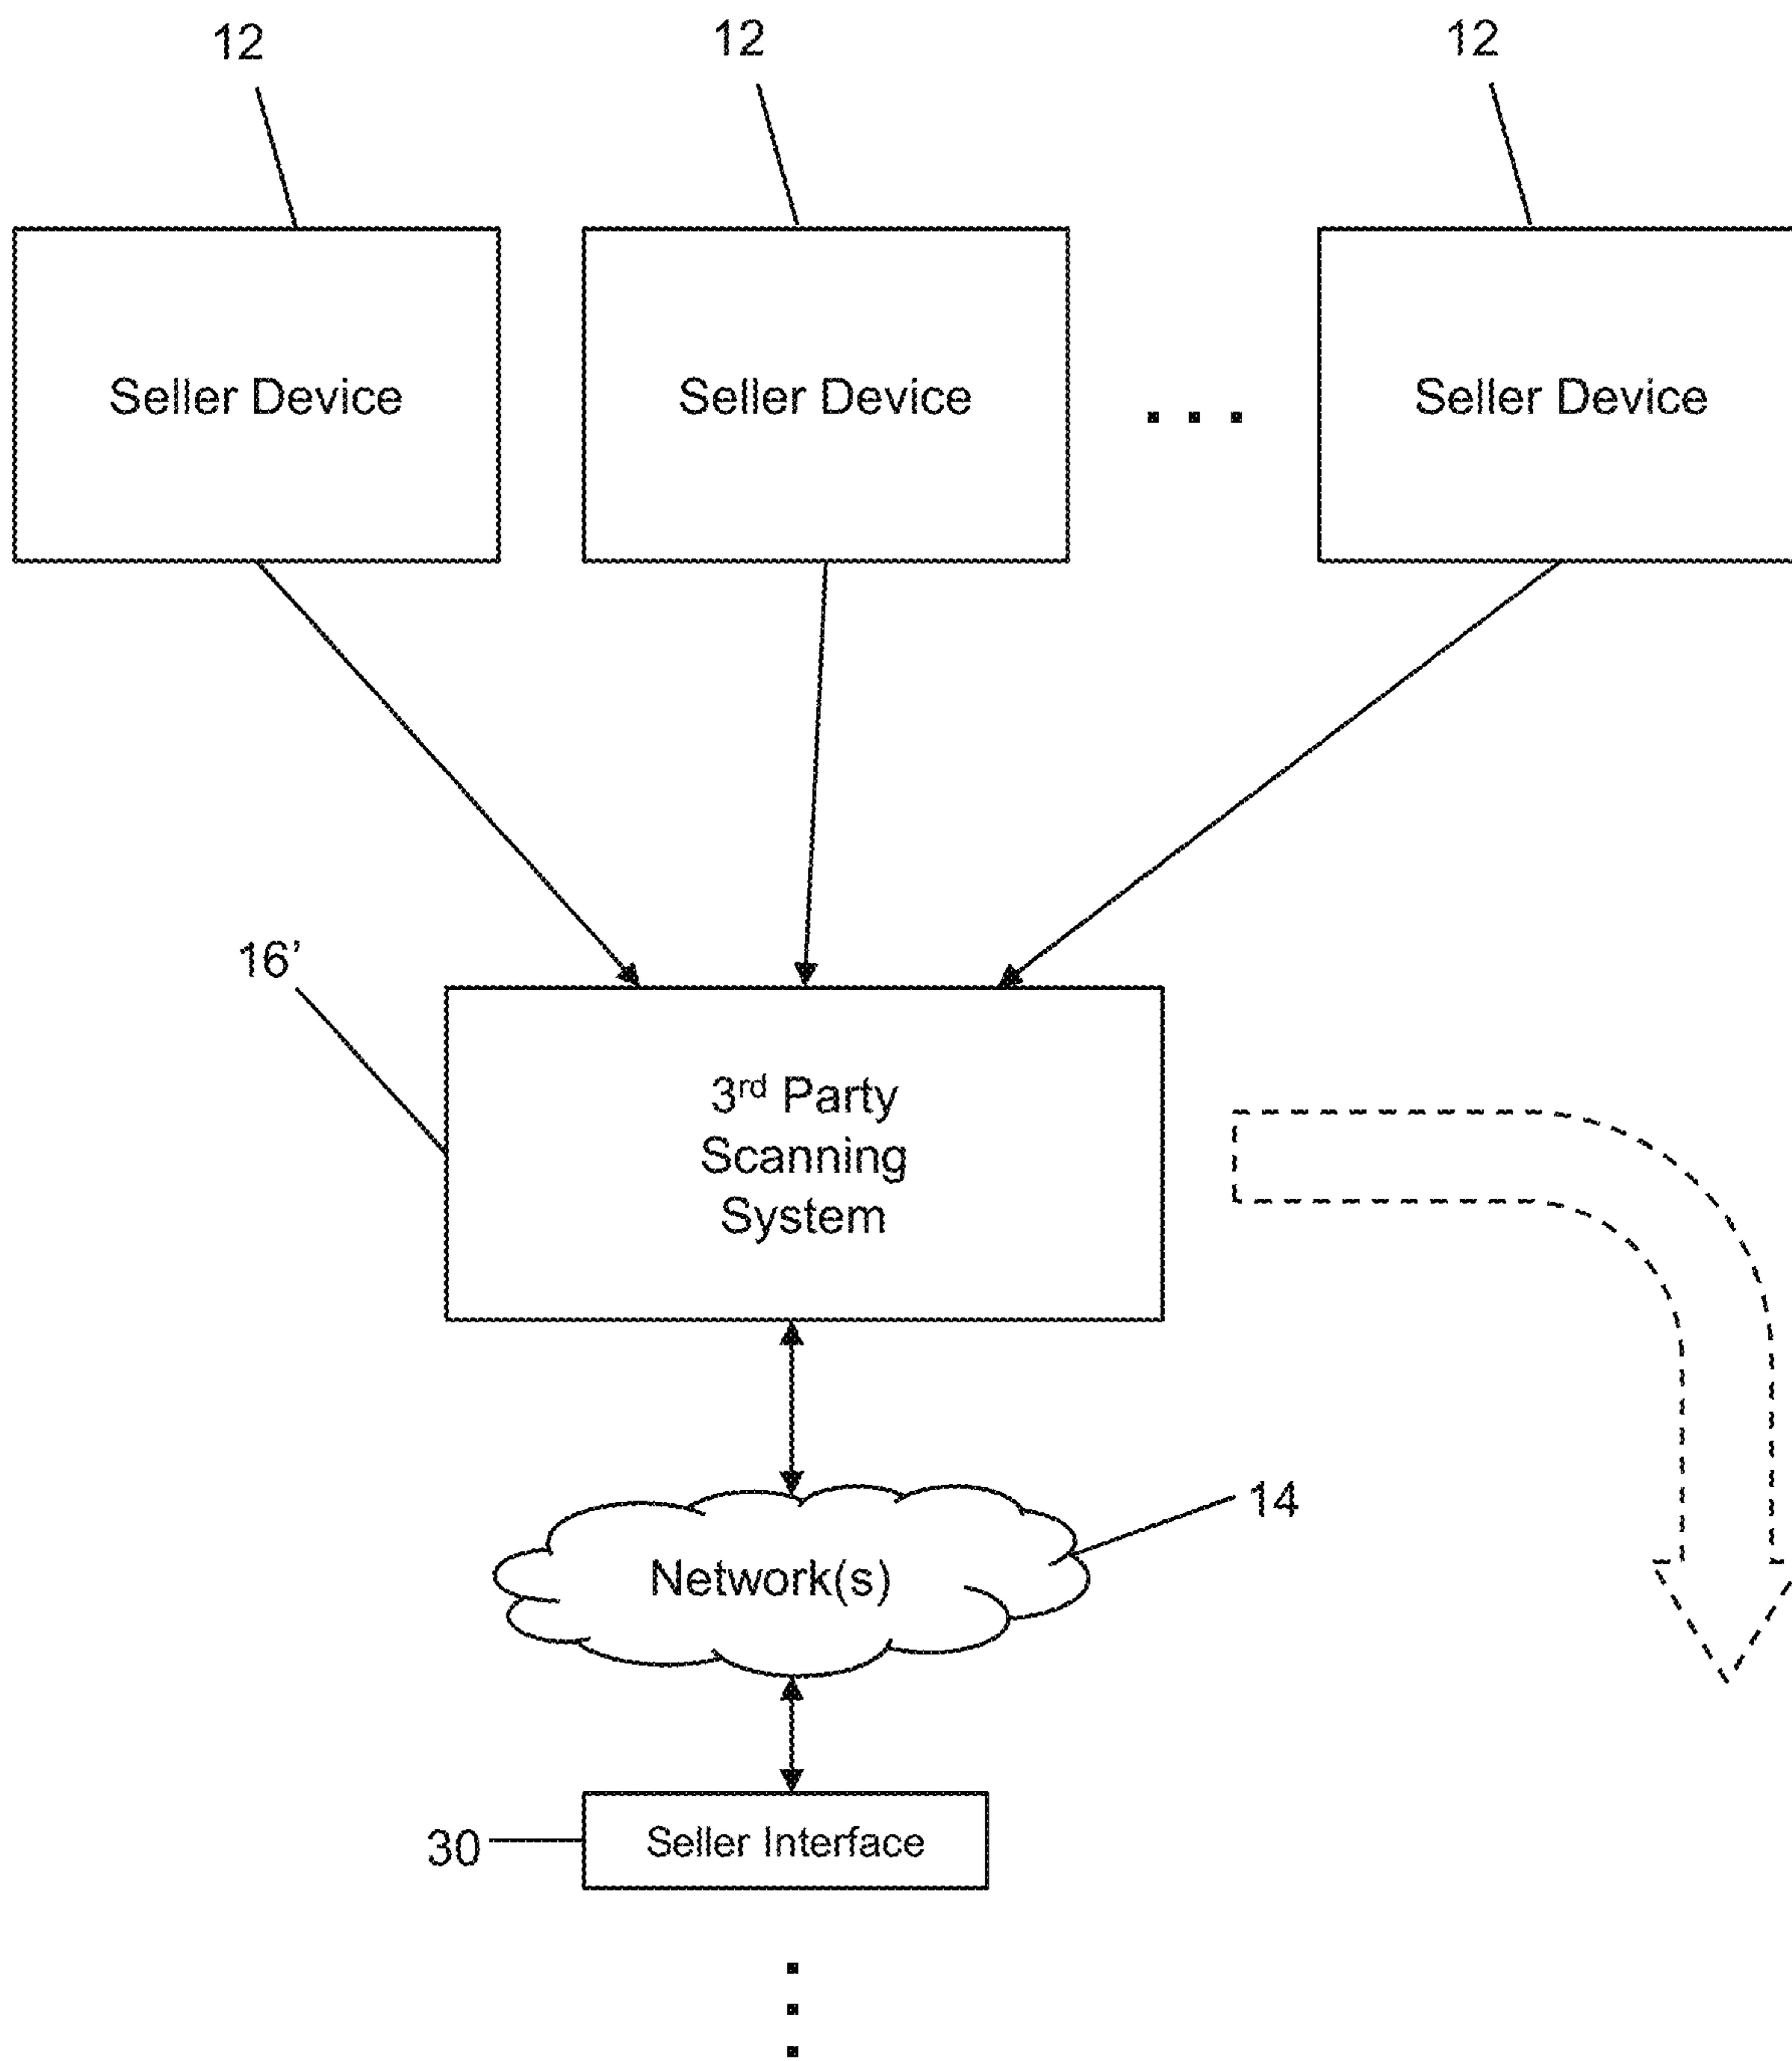 12 12 12
Seller Device Seller Device . . . Seller Device
16’
3rd Party
Scanning
System
14
Network(s)
30 Seller Interface